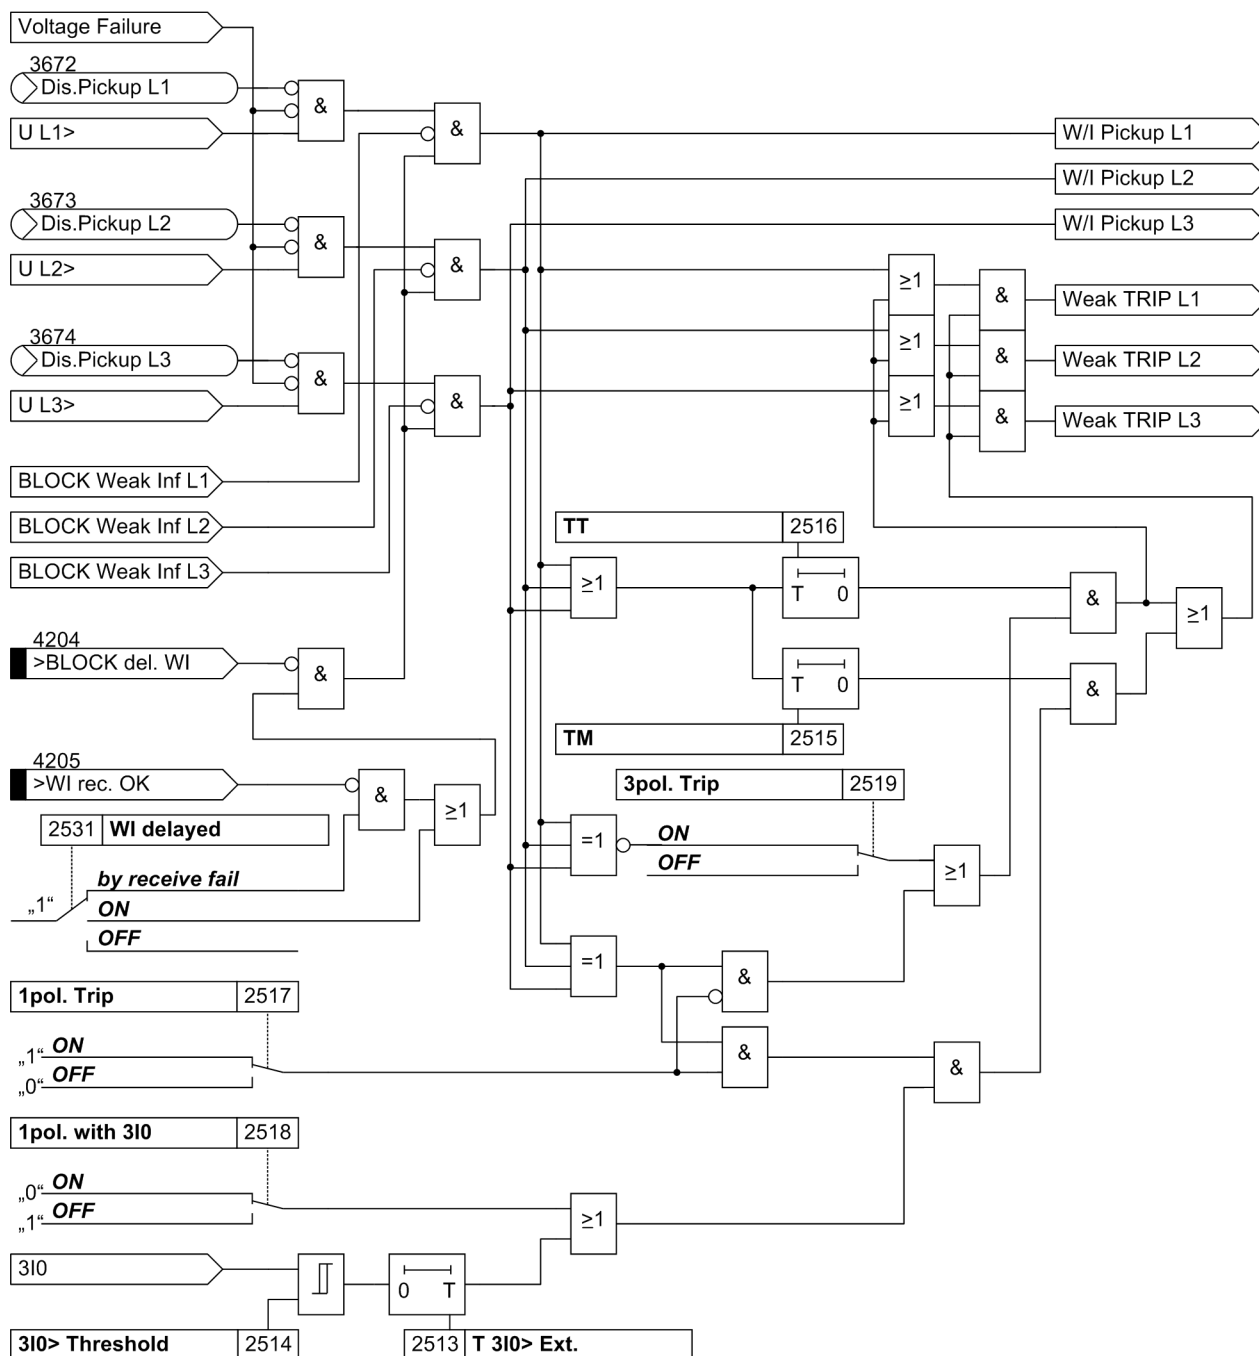 Voltage Failure
3672
Dis.Pickup L1
&
&
U L1>
W/I Pickup L1
W/I Pickup L2
3673
Dis.Pickup L2
&
&
W/I Pickup L3
U L2>
≥1
&
Weak TRIP L1
3674
Dis.Pickup L3
&
&
≥1
&
Weak TRIP L2
U L3>
≥1
&
Weak TRIP L3
BLOCK Weak Inf L1
BLOCK Weak Inf L2
TT 2516
BLOCK Weak Inf L3
≥1
T 0
&
≥1
4204
>BLOCK del. WI
&
T 0
&
TM 2515
4205
>WI rec. OK
&
≥1
3pol. Trip 2519
2531 WI delayed
=1
ON
OFF
≥1
by receive fail
„1“
ON
OFF
=1
&
1pol. Trip 2517
„1“ ON
„0“ OFF
&
&
1pol. with 3I0 2518
„0“ ON
„1“ OFF
≥1
3I0
0 T
3I0> Threshold 2514
2513 T 3I0> Ext.